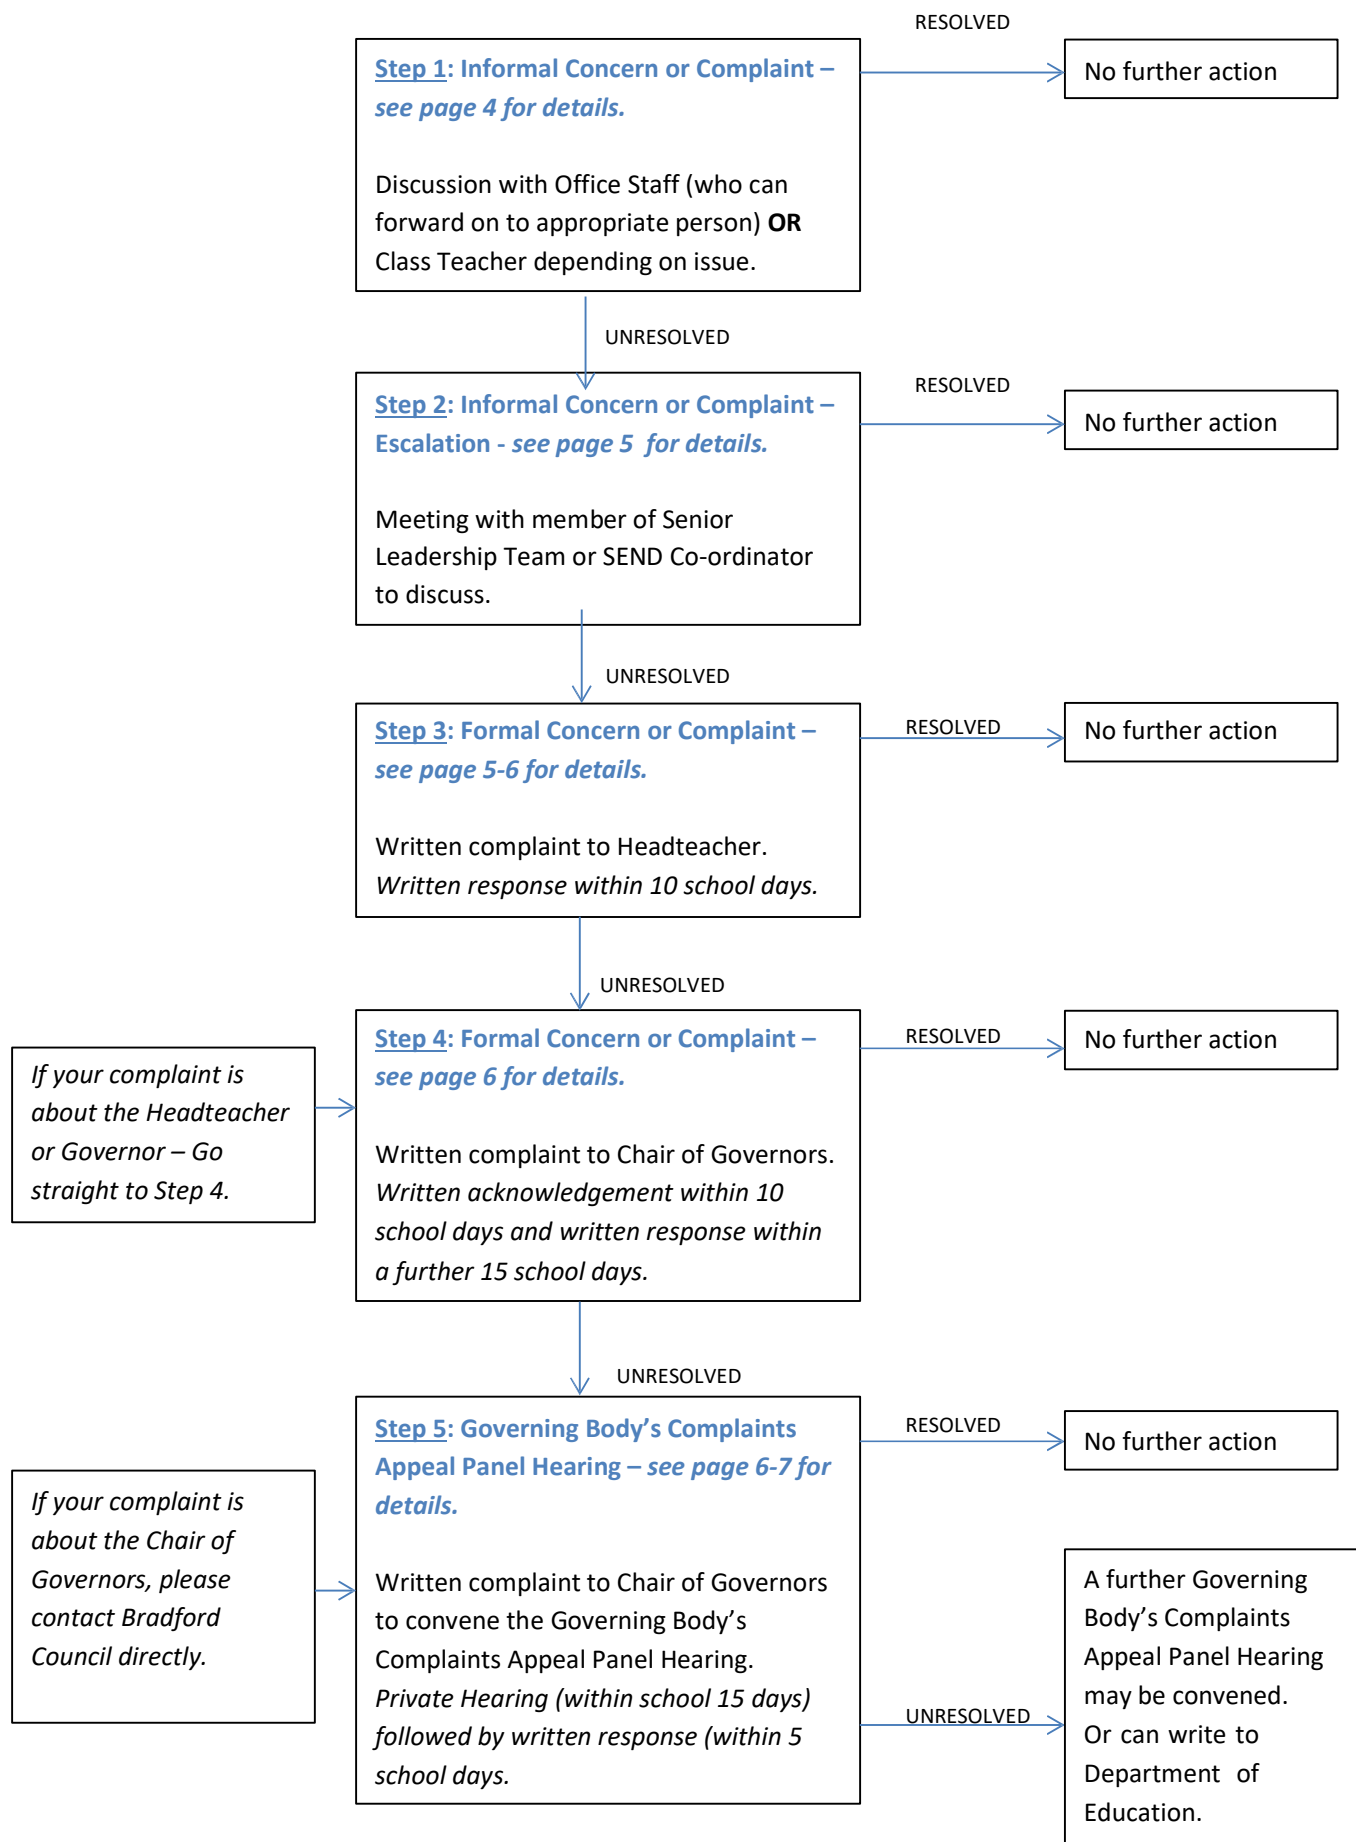 RESOLVED
Step 1: Informal Concern or Complaint –
see page 4 for details.
Discussion with Office Staff (who can
forward on to appropriate person) OR
Class Teacher depending on issue.
No further action
UNRESOLVED
RESOLVED
Step 2: Informal Concern or Complaint –
Escalation - see page 5  for details.
Meeting with member of Senior
Leadership Team or SEND Co-ordinator
to discuss.
No further action
UNRESOLVED
Step 3: Formal Concern or Complaint –
see page 5-6 for details.
Written complaint to Headteacher.
Written response within 10 school days.
RESOLVED
No further action
UNRESOLVED
If your complaint is
about the Headteacher
or Governor – Go
straight to Step 4.
Step 4: Formal Concern or Complaint –
see page 6 for details.
Written complaint to Chair of Governors.
Written acknowledgement within 10
school days and written response within
a further 15 school days.
RESOLVED
No further action
UNRESOLVED
If your complaint is
about the Chair of
Governors, please
contact Bradford
Council directly.
Step 5: Governing Body’s Complaints
Appeal Panel Hearing – see page 6-7 for
details.
Written complaint to Chair of Governors
to convene the Governing Body’s
Complaints Appeal Panel Hearing.
Private Hearing (within school 15 days)
followed by written response (within 5
school days.
RESOLVED
No further action
UNRESOLVED
A further Governing
Body’s Complaints
Appeal Panel Hearing
may be convened.
Or can write to
Department of
Education.